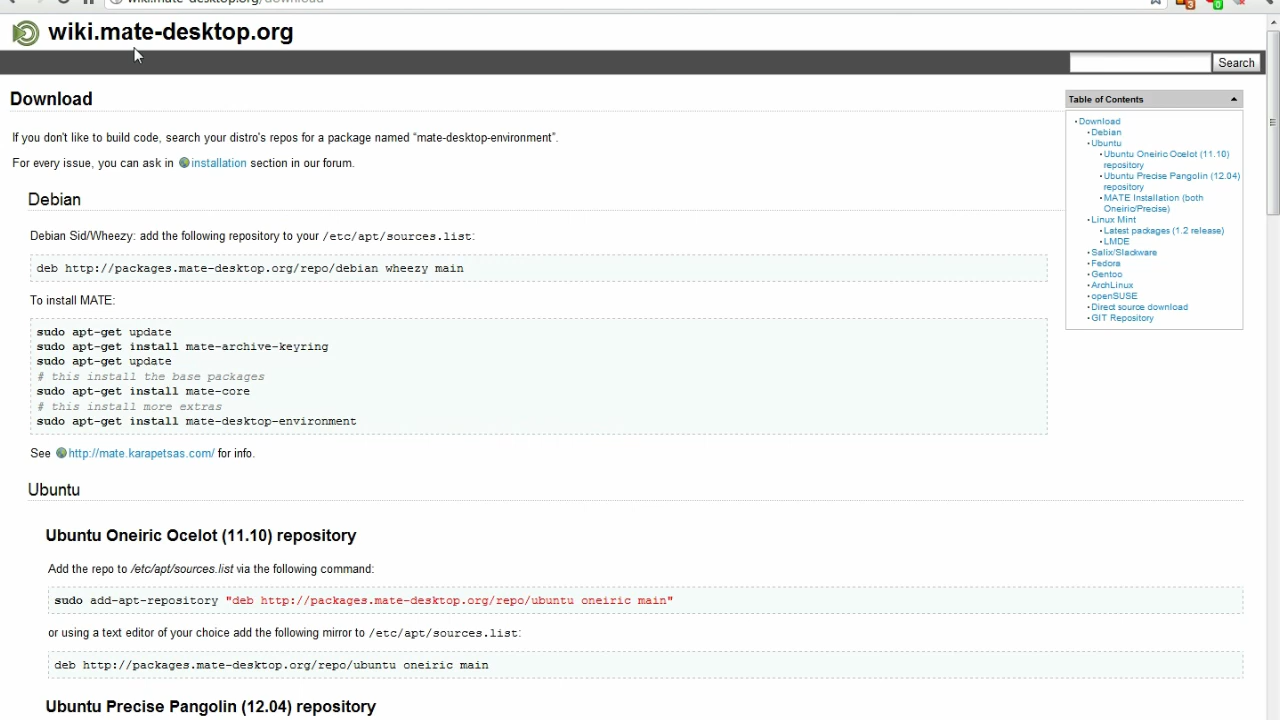 wiki.mate-desktop.org/download
wiki.mate-desktop.org
Search
Download
Table of Contents
If you don't like to build code, search your distro's repos for a package named “mate-desktop-environment”.
For every issue, you can ask in installation section in our forum.
Debian
Debian Sid/Wheezy: add the following repository to your /etc/apt/sources.list:
deb http://packages.mate-desktop.org/repo/debian wheezy main
To install MATE:
sudo apt-get update
sudo apt-get install mate-archive-keyring
sudo apt-get update
# this install the base packages
sudo apt-get install mate-core
# this install more extras
sudo apt-get install mate-desktop-environment
See http://mate.karapetsas.com/ for info.
Ubuntu
Ubuntu Oneiric Ocelot (11.10) repository
Add the repo to /etc/apt/sources.list via the following command:
sudo add-apt-repository "deb http://packages.mate-desktop.org/repo/ubuntu oneiric main"
or using a text editor of your choice add the following mirror to /etc/apt/sources.list:
deb http://packages.mate-desktop.org/repo/ubuntu oneiric main
Ubuntu Precise Pangolin (12.04) repository
Download
Debian
Ubuntu
Ubuntu Oneiric Ocelot (11.10)
repository
Ubuntu Precise Pangolin (12.04)
repository
MATE Installation (both
Oneiric/Precise)
Linux Mint
Latest packages (1.2 release)
LMDE
Salix/Slackware
Fedora
Gentoo
ArchLinux
openSUSE
Direct source download
GIT Repository
3
0